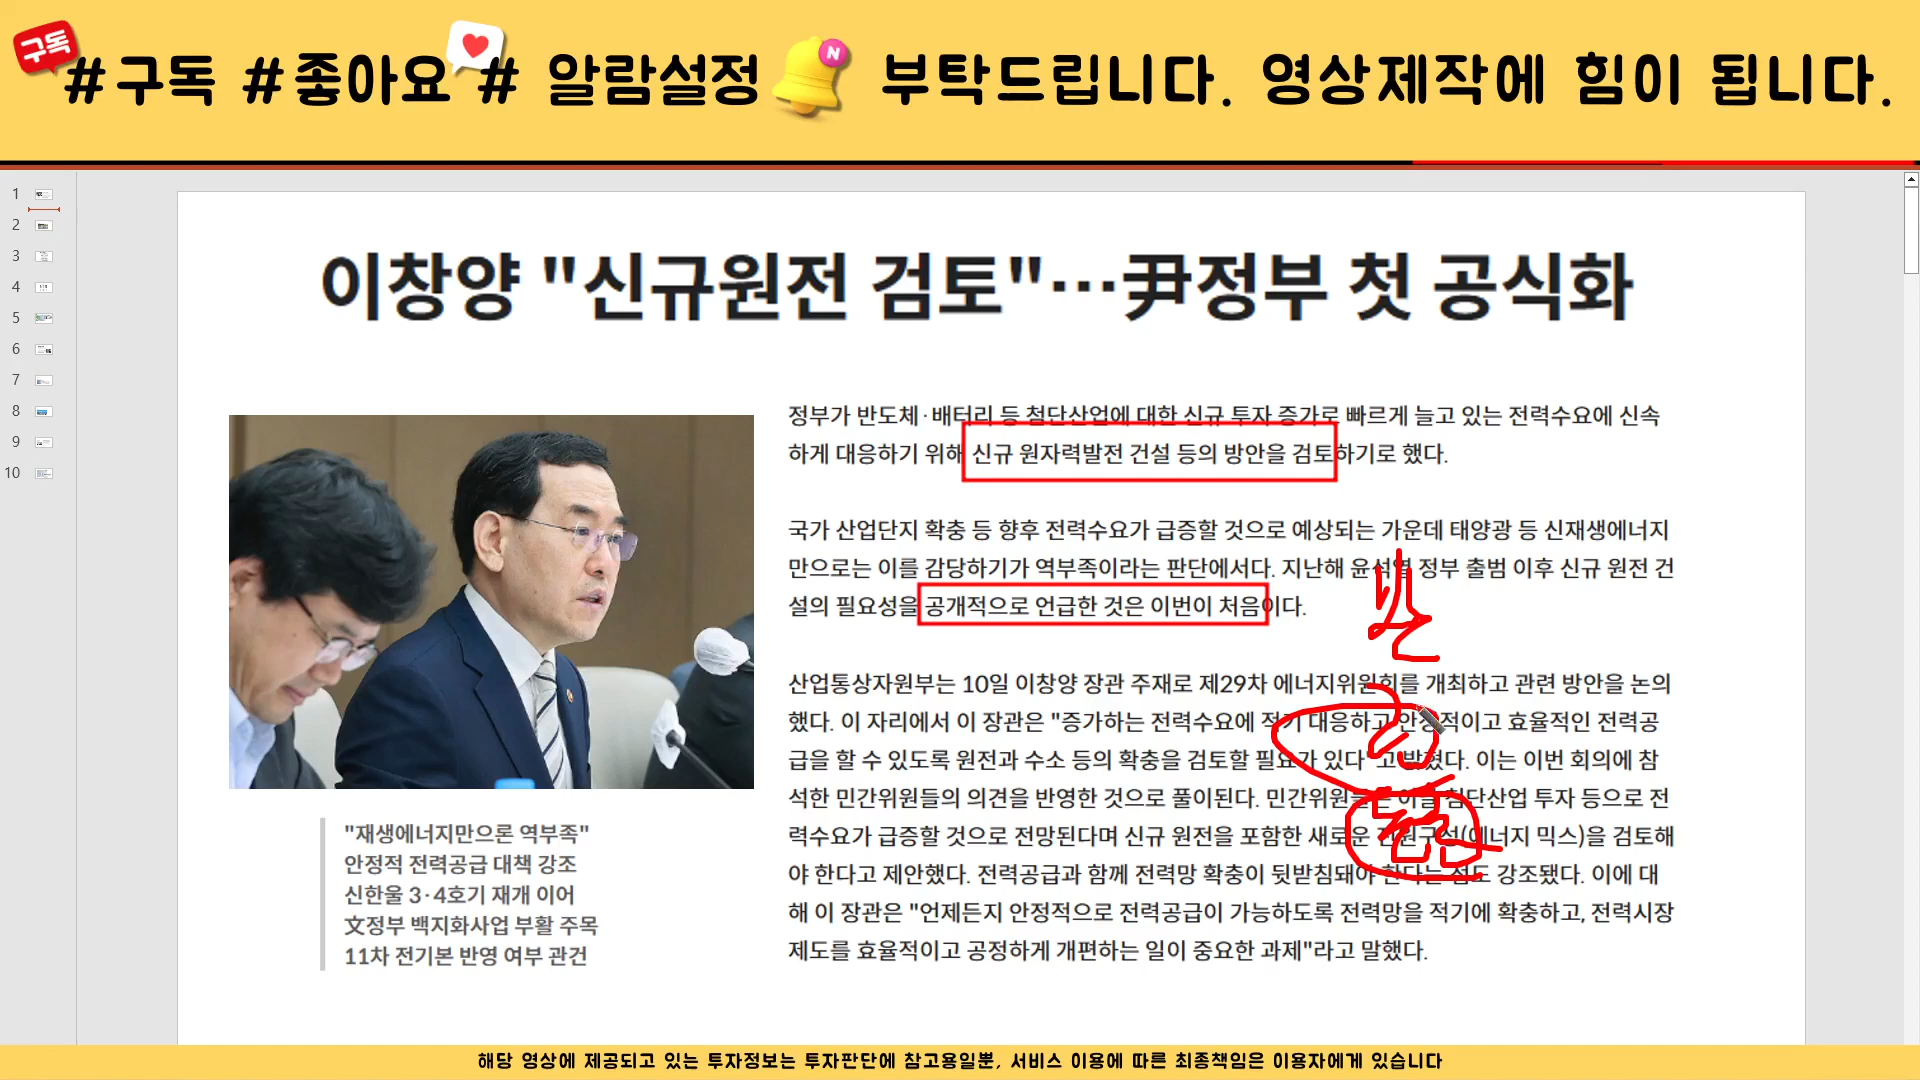 구독
#구독 #좋아요 # 알람설정 N 부탁드립니다. 영상제작에 힘이 됩니다.
1
2
3
4
5
6
7
8
9
10
이창양 "신규원전 검토"…尹정부 첫 공식화
정부가 반도체·배터리 등 첨단산업에 대한 신규 투자 증가로 빠르게 늘고 있는 전력수요에 신속
하게 대응하기 위해 신규 원자력발전 건설 등의 방안을 검토하기로 했다.
국가 산업단지 확충 등 향후 전력수요가 급증할 것으로 예상되는 가운데 태양광 등 신재생에너지
만으로는 이를 감당하기가 역부족이라는 판단에서다. 지난해 윤석열 정부 출범 이후 신규 원전 건
설의 필요성을 공개적으로 언급한 것은 이번이 처음이다.
산업통상자원부는 10일 이창양 장관 주재로 제29차 에너지위원회를 개최하고 관련 방안을 논의
했다. 이 자리에서 이 장관은 "증가하는 전력수요에 적기 대응하고 안정적이고 효율적인 전력공
급을 할 수 있도록 원전과 수소 등의 확충을 검토할 필요가 있다"고 밝혔다. 이는 이번 회의에 참
석한 민간위원들의 의견을 반영한 것으로 풀이된다. 민간위원들은 이날 첨단산업 투자 등으로 전
력수요가 급증할 것으로 전망된다며 신규 원전을 포함한 새로운 전원구성(에너지 믹스)을 검토해
야 한다고 제안했다. 전력공급과 함께 전력망 확충이 뒷받침돼야 한다는 점도 강조됐다. 이에 대
해 이 장관은 "언제든지 안정적으로 전력공급이 가능하도록 전력망을 적기에 확충하고, 전력시장
제도를 효율적이고 공정하게 개편하는 일이 중요한 과제"라고 말했다.
"재생에너지만으론 역부족"
안정적 전력공급 대책 강조
신한울 3·4호기 재개 이어
文정부 백지화사업 부활 주목
11차 전기본 반영 여부 관건
해당 영상에 제공되고 있는 투자정보는 투자판단에 참고용일뿐, 서비스 이용에 따른 최종책임은 이용자에게 있습니다